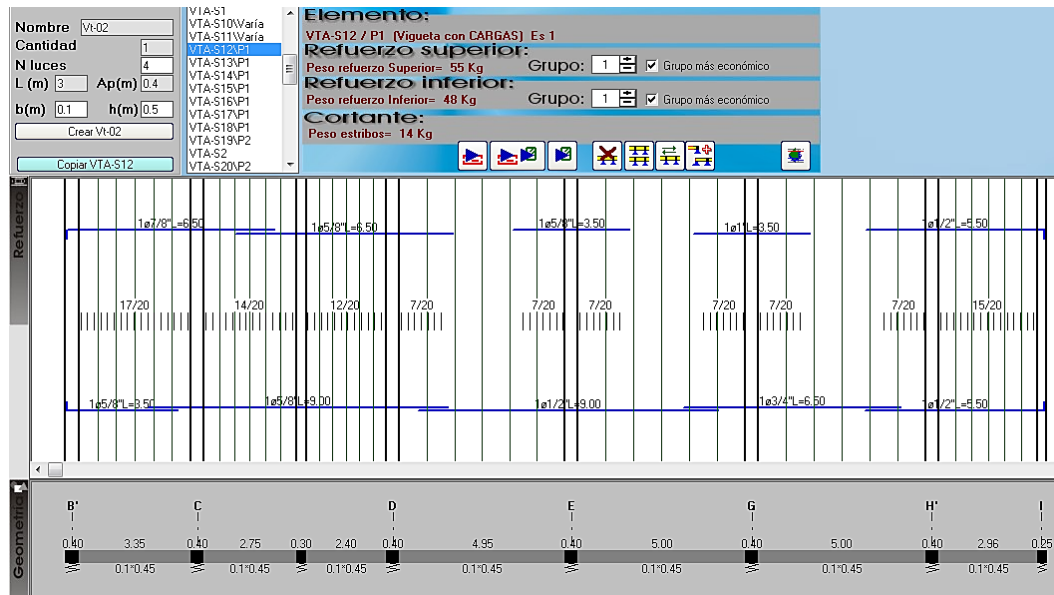 Nombre Vt-02
Cantidad 1
N luces 4
L (m) 3 Ap(m) 0.4
b(m) 0.1 h(m) 0.5
Crear Vt-02
Copiar VTA-S12
VTA-S1
VTA-S10\Varía
VTA-S11\Varía
VTA-S12\P1
VTA-S13\P1
VTA-S14\P1
VTA-S15\P1
VTA-S16\P1
VTA-S17\P1
VTA-S18\P1
VTA-S19\P2
VTA-S2
VTA-S20\P2
Elemento:
VTA-S12 / P1 (Vigueta con CARGAS) Es 1
Refuerzo superior:
Peso refuerzo Superior= 55 Kg Grupo: 1 Grupo más económico
Refuerzo inferior:
Peso refuerzo Inferior= 48 Kg Grupo: 1 Grupo más económico
Cortante:
Peso estribos= 14 Kg
Refuerzo
1ø7/8"L=6.50 1ø5/8"L=6.50 1ø5/8"L=3.50 1ø1"L=3.50 1ø1/2"L=5.50
17/20 14/20 12/20 7/20 7/20 7/20 7/20 7/20 7/20 15/20
1ø5/8"L=3.50 1ø5/8"L=9.00 1ø1/2"L=9.00 1ø3/4"L=6.50 1ø1/2"L=5.50
Geometria
B' C D E G H' I
0.40 3.35 0.40 2.75 0.30 2.40 0.40 4.95 0.40 5.00 0.40 5.00 0.40 2.96 0.25
0.1*0.45 0.1*0.45 0.1*0.45 0.1*0.45 0.1*0.45 0.1*0.45 0.1*0.45